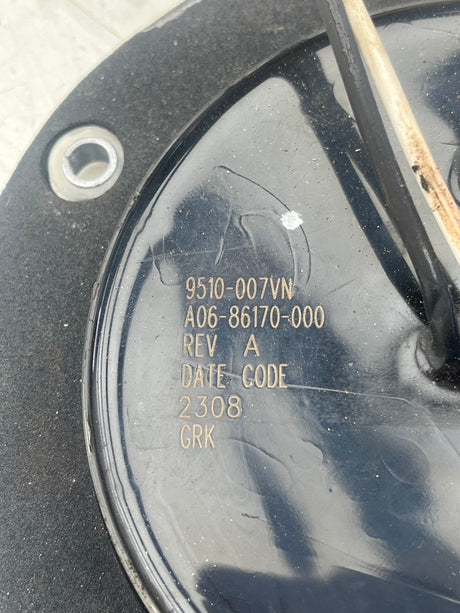 9510-007VN
A06-86170-000
REV A
DATE CODE
2308
GRK